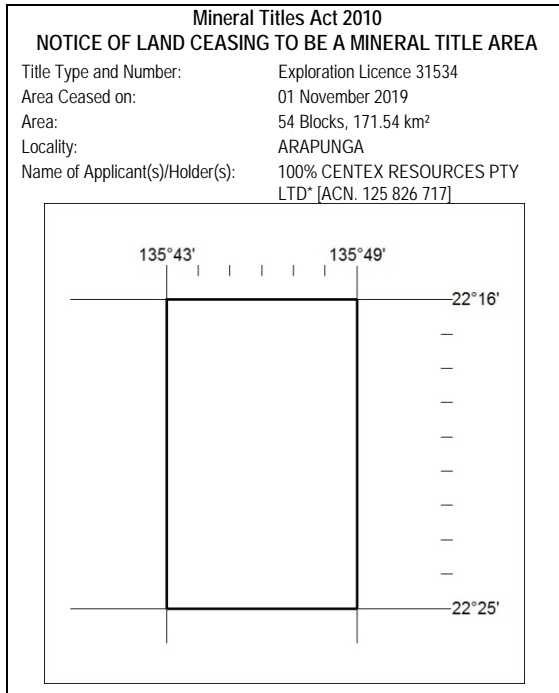 Mineral Titles Act 2010
NOTICE OF LAND CEASING TO BE A MINERAL TITLE AREA
Title Type and Number: Exploration Licence 31534
Area Ceased on: 01 November 2019
Area: 54 Blocks, 171.54 km²
Locality: ARAPUNGA
Name of Applicant(s)/Holder(s): 100% CENTEX RESOURCES PTY
LTD* [ACN. 125 826 717]
135°43' 135°49'
22°16'
22°25'